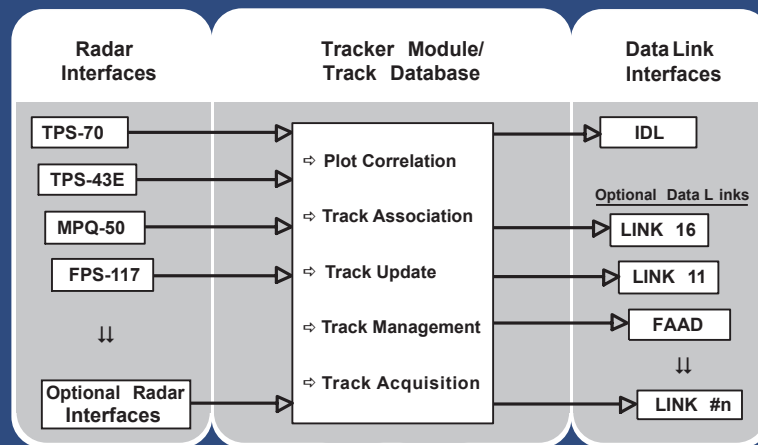 Radar
Interfaces
TPS-70
TPS-43E
MPQ-50
FPS-117
⇊
Optional Radar
Interfaces
Tracker Module/
Track Database
⇨ Plot Correlation
⇨ Track Association
⇨ Track Update
⇨ Track Management
⇨ Track Acquisition
Data Link
Interfaces
IDL
Optional Data L inks
LINK 16
LINK 11
FAAD
⇊
LINK #n